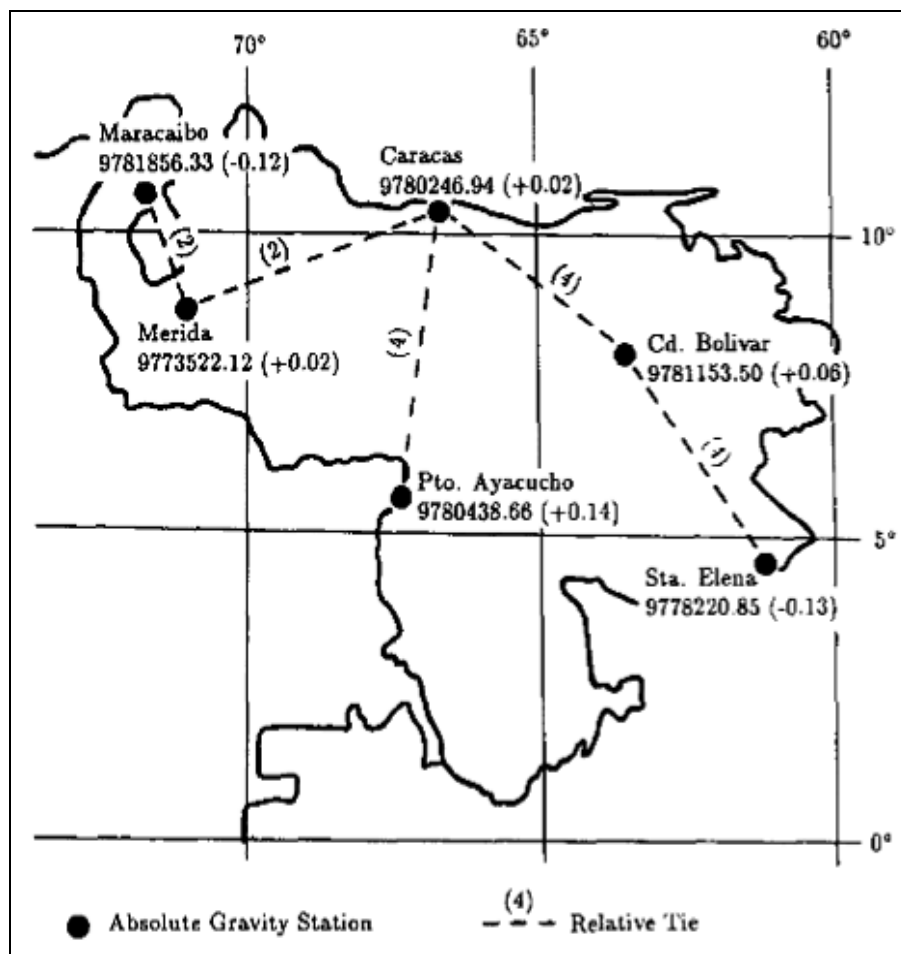 70°
65°
60°
Maracaibo
9781856.33 (-0.12)
Caracas
9780246.94 (+0.02)
10°
(2)
(2)
(4)
(4)
Merida
9773522.12 (+0.02)
Cd. Bolivar
9781153.50 (+0.06)
(4)
Pto. Ayacucho
9780438.66 (+0.14)
5°
Sta. Elena
9778220.85 (-0.13)
0°
Absolute Gravity Station
(4)
Relative Tie